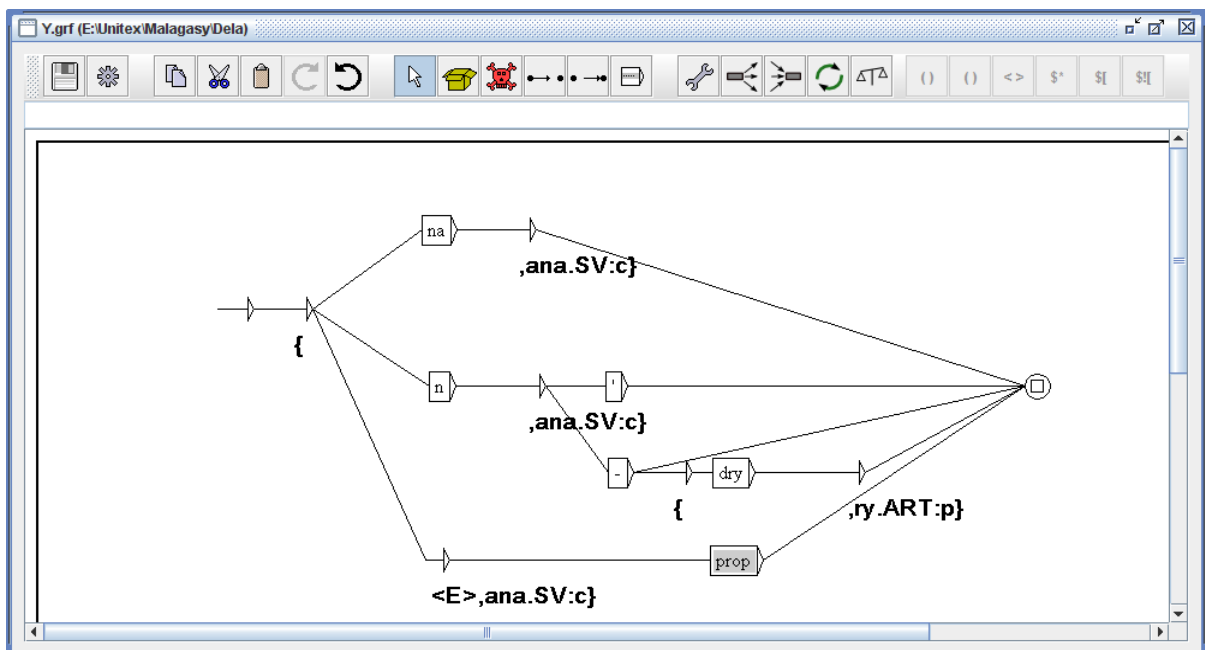 Y.grf (E:\Unitex\Malagasy\Dela)
( ) ( ) < > $* $[ $![
na
,ana.SV:c}
{
n
'
,ana.SV:c}
-
dry
{
,ry.ART:p}
prop
<E>,ana.SV:c}